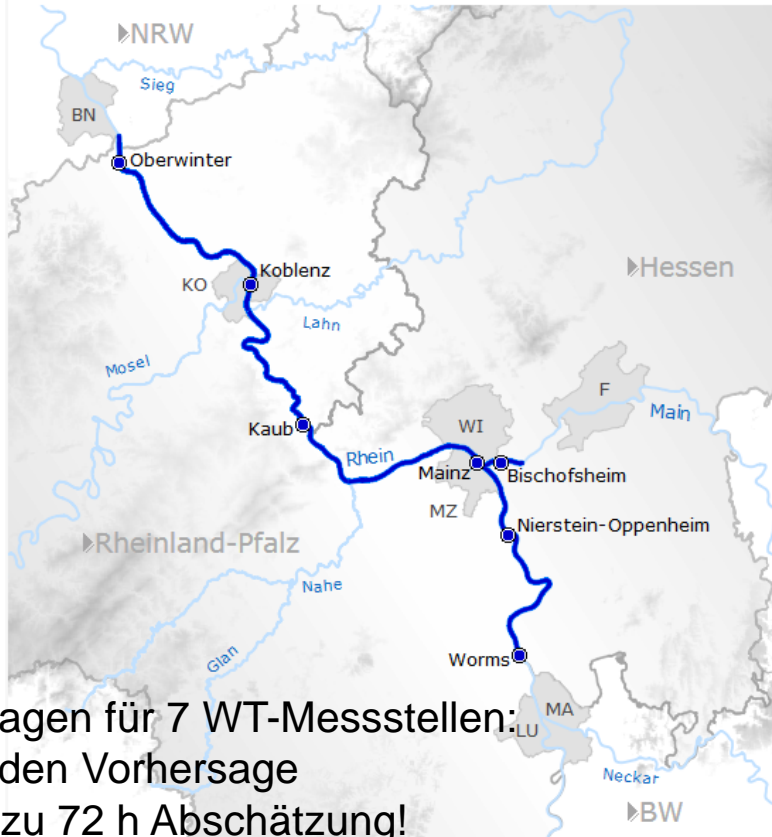 NRW
Sieg
BN
Oberwinter
Koblenz
KO
Hessen
Lahn
Mosel
F
Main
Kaub
WI
Rhein
Mainz
Bischofsheim
MZ
Nierstein-Oppenheim
Rheinland-Pfalz
Nahe
Glan
Worms
MA
LU
agen für 7 WT-Messstellen:
den Vorhersage
zu 72 h Abschätzung!
Neckar
BW